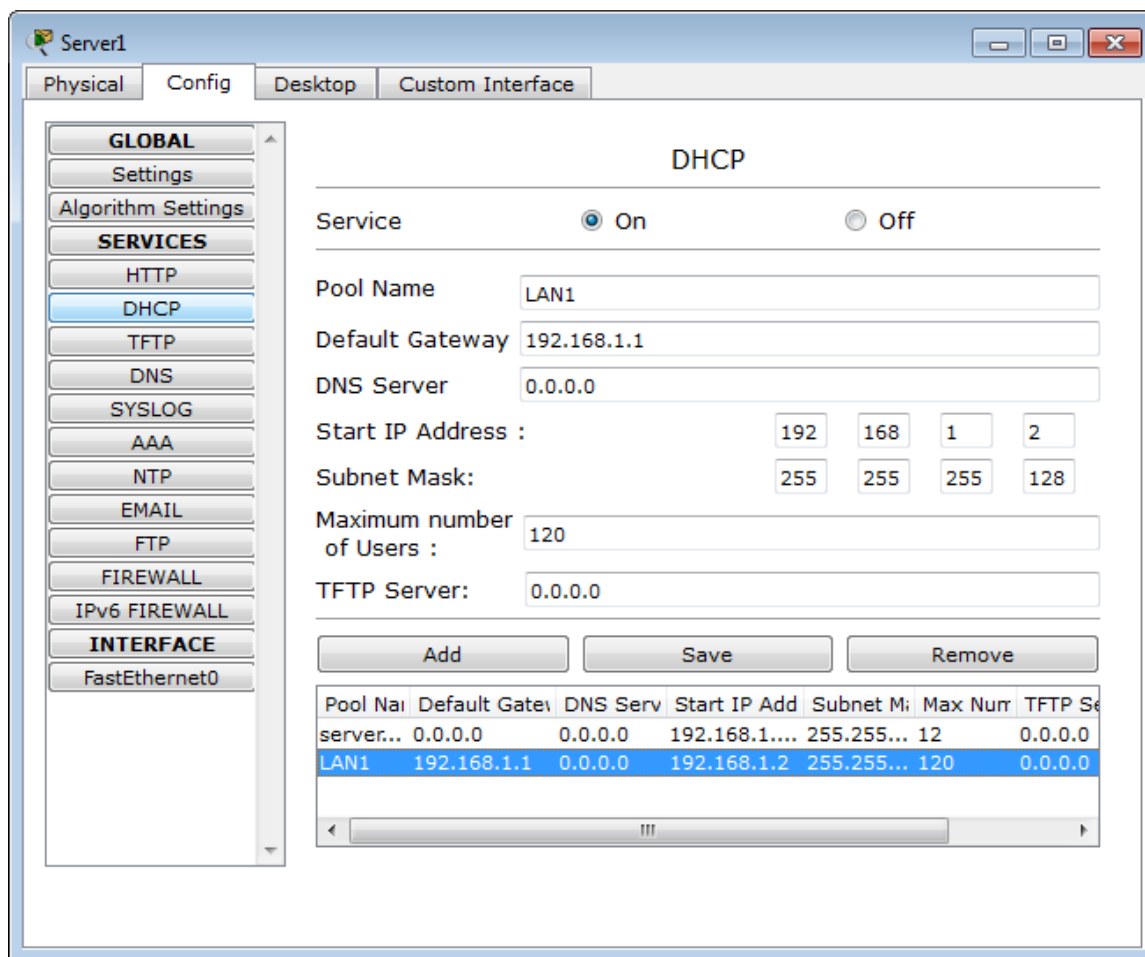 Server1
Physical Config Desktop Custom Interface
GLOBAL
Settings
Algorithm Settings
SERVICES
HTTP
DHCP
TFTP
DNS
SYSLOG
AAA
NTP
EMAIL
FTP
FIREWALL
IPv6 FIREWALL
INTERFACE
FastEthernet0
DHCP
Service On Off
Pool Name LAN1
Default Gateway 192.168.1.1
DNS Server 0.0.0.0
Start IP Address : 192 168 1 2
Subnet Mask: 255 255 255 128
Maximum number
of Users : 120
TFTP Server: 0.0.0.0
Add Save Remove
Pool Nai Default Gatev DNS Serv Start IP Add Subnet Ma Max Num TFTP Se
server... 0.0.0.0 0.0.0.0 192.168.1.... 255.255... 12 0.0.0.0
LAN1 192.168.1.1 0.0.0.0 192.168.1.2 255.255... 120 0.0.0.0